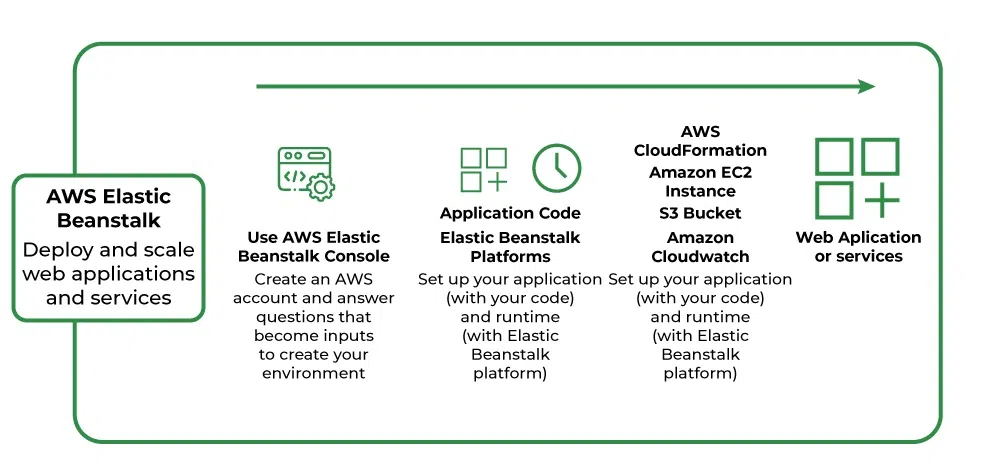 AWS Elastic
Beanstalk
Deploy and scale
web applications
and services
Use AWS Elastic
Beanstalk Console
Create an AWS
account and answer
questions that
become inputs
to create your
environment
Application Code
Elastic Beanstalk
Platforms
Set up your application
(with your code)
and runtime
(with Elastic
Beanstalk
platform)
AWS
CloudFormation
Amazon EC2
Instance
S3 Bucket
Amazon
Cloudwatch
Set up your application
(with your code)
and runtime
(with Elastic
Beanstalk
platform)
Web Aplication
or services